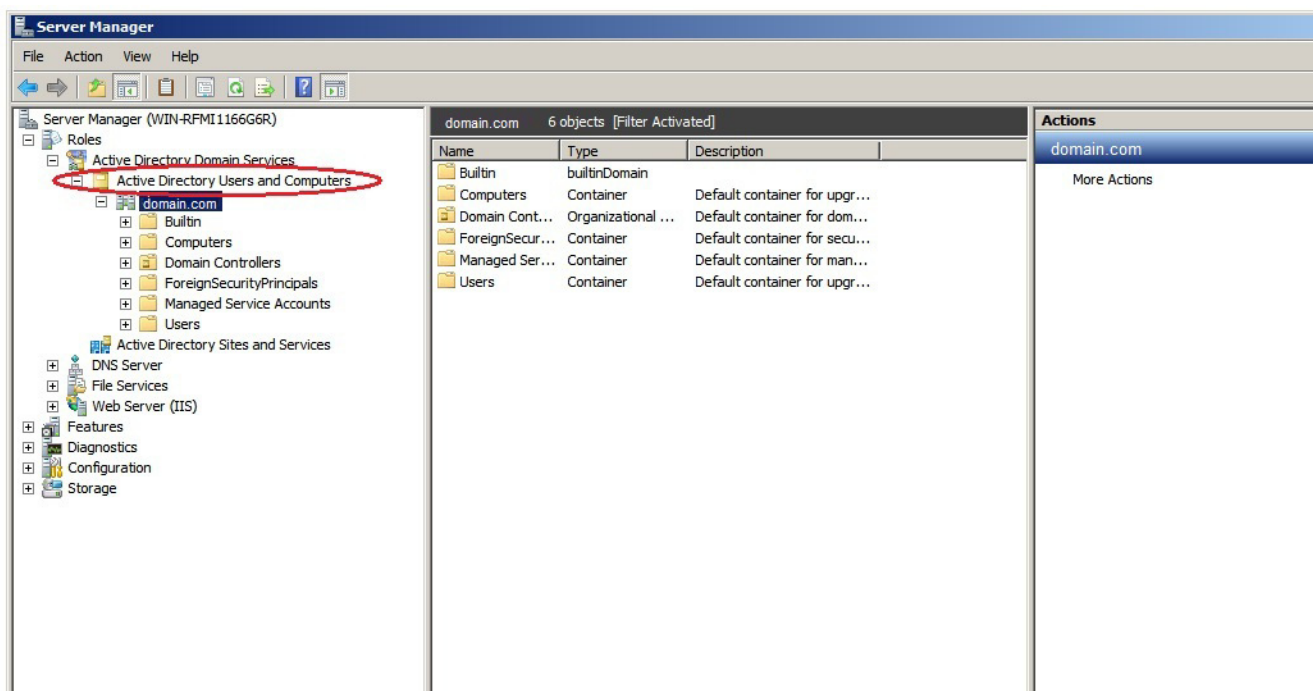 Server Manager
File Action View Help
Server Manager (WIN-RFMI1166G6R)
Roles
Active Directory Domain Services
Active Directory Users and Computers
domain.com
Builtin
Computers
Domain Controllers
ForeignSecurityPrincipals
Managed Service Accounts
Users
Active Directory Sites and Services
DNS Server
File Services
Web Server (IIS)
Features
Diagnostics
Configuration
Storage
domain.com 6 objects [Filter Activated]
Name Type Description
Builtin builtinDomain
Computers Container Default container for upgr...
Domain Cont... Organizational ... Default container for dom...
ForeignSecur... Container Default container for secu...
Managed Ser... Container Default container for man...
Users Container Default container for upgr...
Actions
domain.com
More Actions